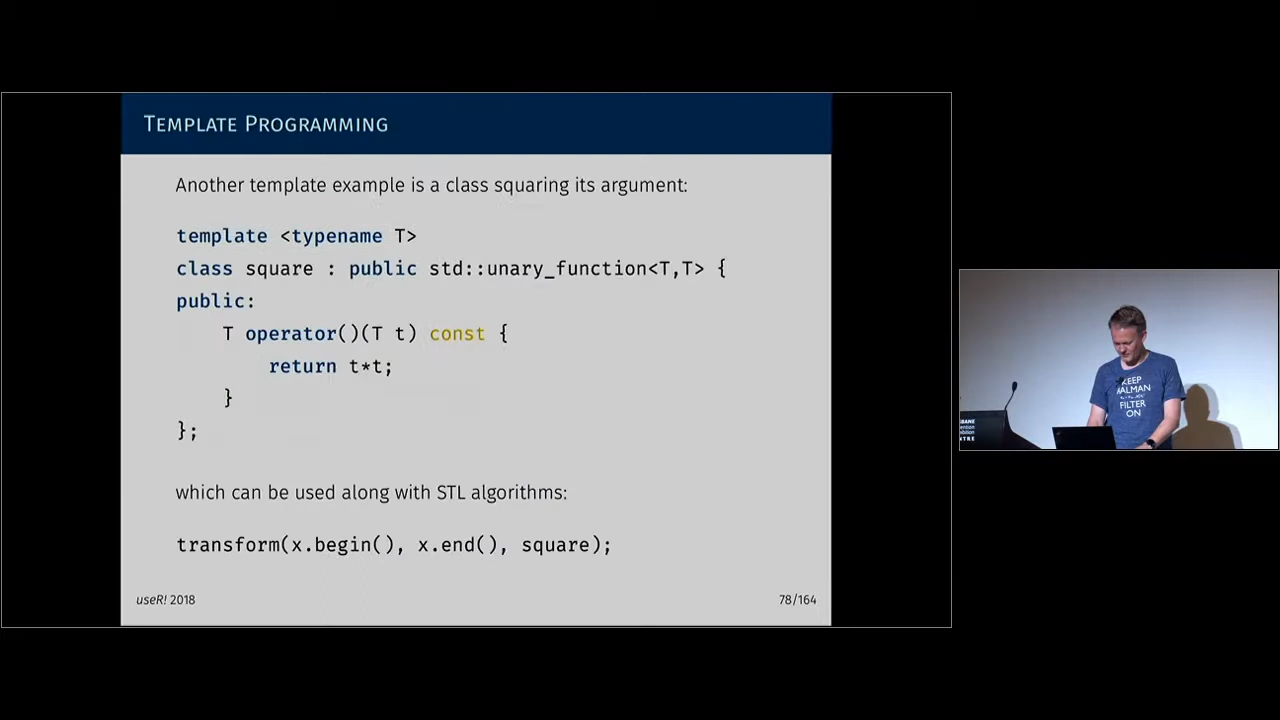 TEMPLATE PROGRAMMING
Another template example is a class squaring its argument:
template <typename T>
class square : public std::unary_function<T,T> {
public:
T operator()(T t) const {
return t*t;
}
};
which can be used along with STL algorithms:
transform(x.begin(), x.end(), square);
useR! 2018
78/164
KEEP
KALMAN
FILTER
ON